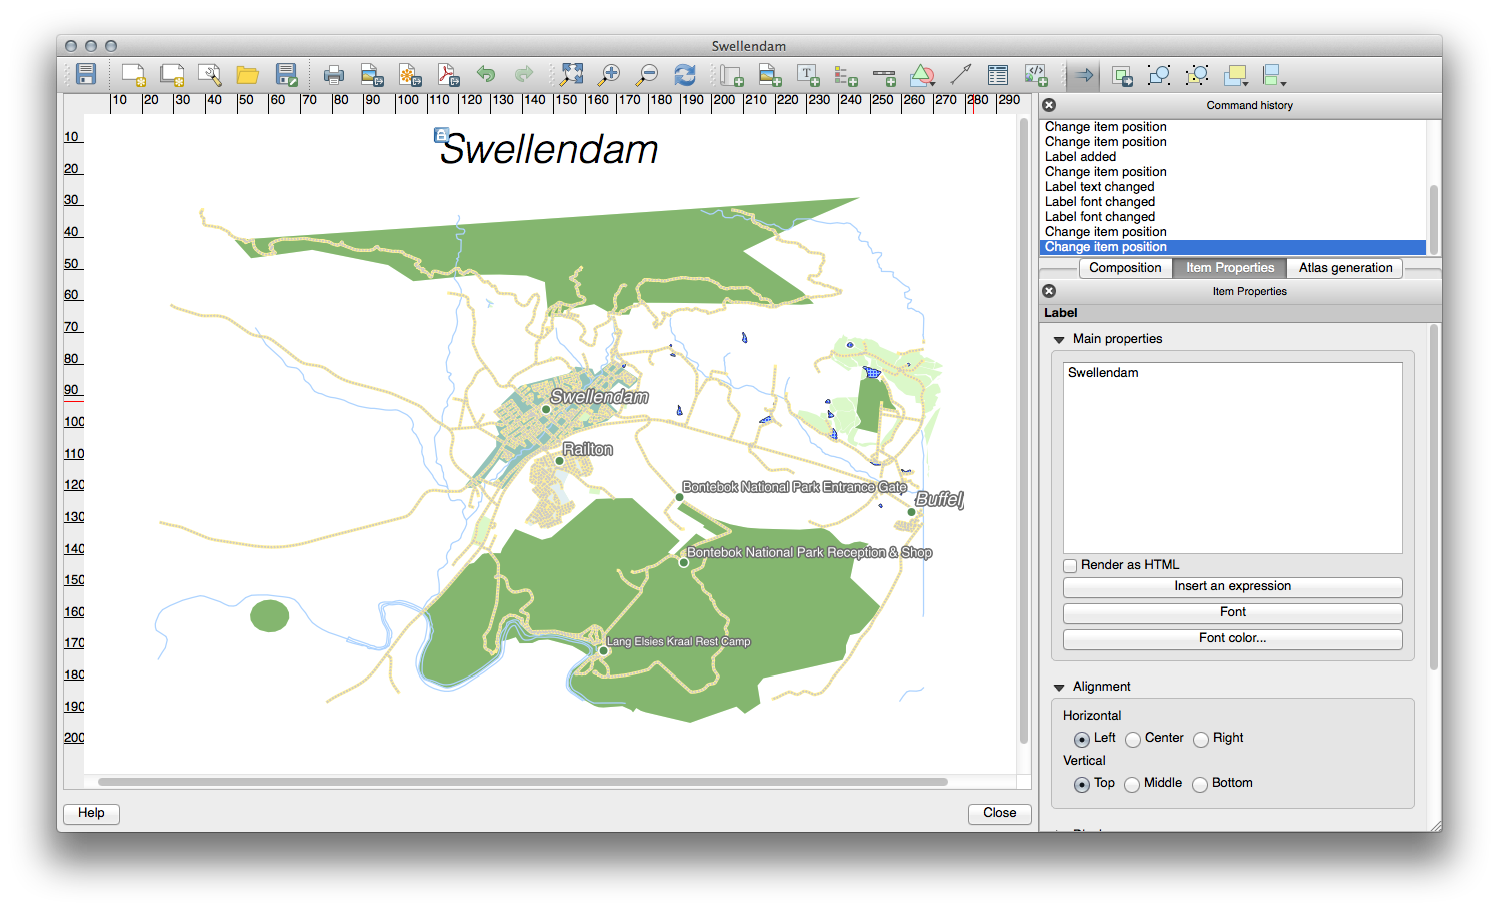 Swellendam
10 20 30 40 50 60 70 80 90 100 110 120 130 140 150 160 170 180 190 200 210 220 230 240 250 260 270 280 290
10
20
30
40
50
60
70
80
90
100
110
120
130
140
150
160
170
180
190
200
Swellendam
Swellendam
Railton
Bontebok National Park Entrance Gate
Buffelj
Bontebok National Park Reception & Shop
Lang Elsies Kraal Rest Camp
Help
Close
Command history
Change item position
Change item position
Label added
Change item position
Label text changed
Label font changed
Label font changed
Change item position
Change item position
Composition Item Properties Atlas generation
Item Properties
Label
Main properties
Swellendam
Render as HTML
Insert an expression
Font
Font color...
Alignment
Horizontal
Left Center Right
Vertical
Top Middle Bottom